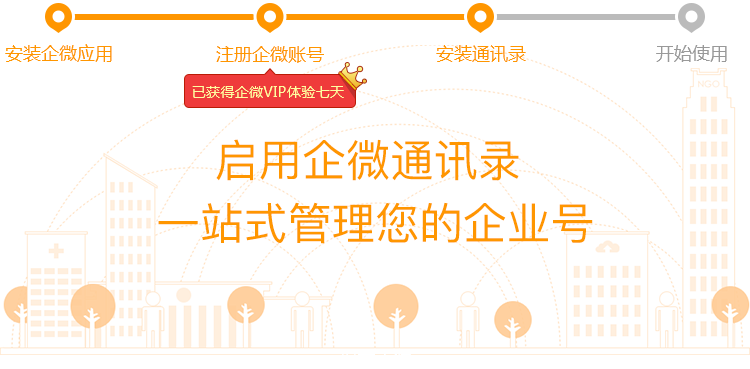 安装企微应用
注册企微账号
安装通讯录
开始使用
已获得企微VIP体验七天
NGO
启用企微通讯录
一站式管理您的企业号